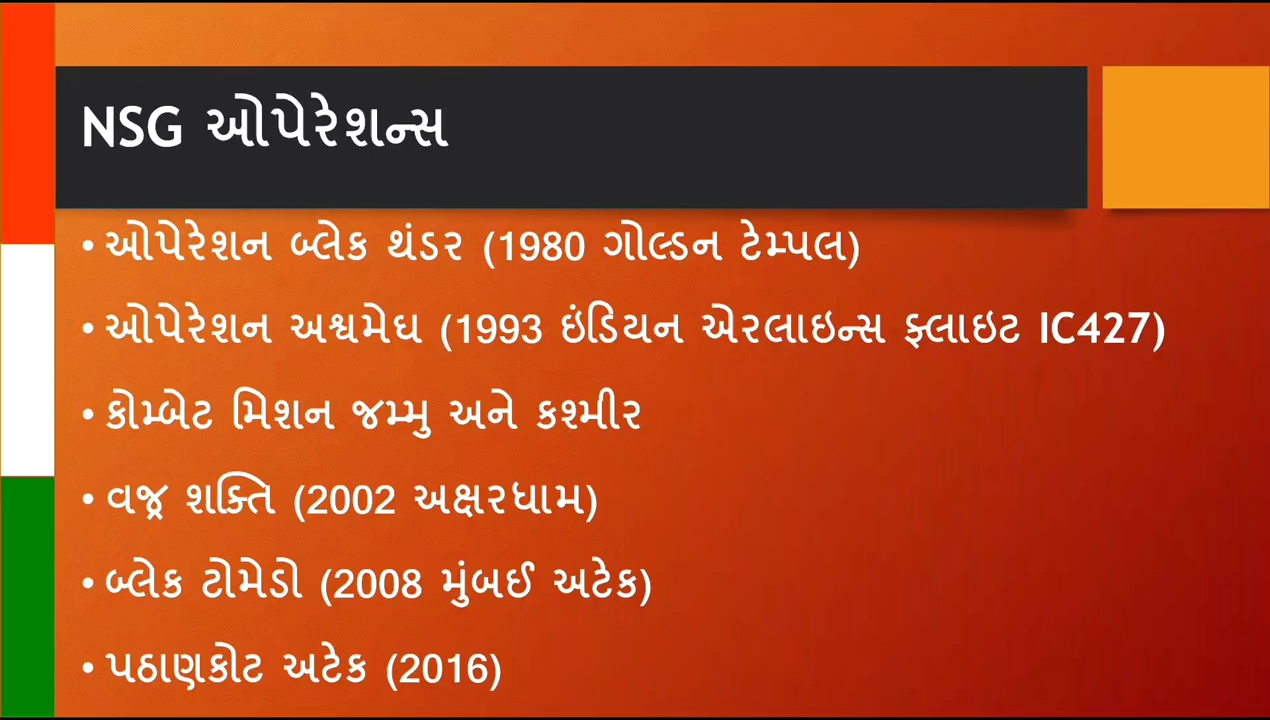 NSG ઓપેરેશન્સ
• ઓપેરેશન બ્લેક થંડર (1980 ગોલ્ડન ટેમ્પલ)
• ઓપેરેશન અશ્વમેઘ (1993 ઇંડિયન એરલાઇન્સ ફ્લાઇટ IC427)
• કોમ્બેટ મિશન જમ્મુ અને કશ્મીર
• વજ્ર શક્તિ (2002 અક્ષરધામ)
• બ્લેક ટોમેડો (2008 મુંબઈ અટેક)
• પઠાણકોટ અટેક (2016)